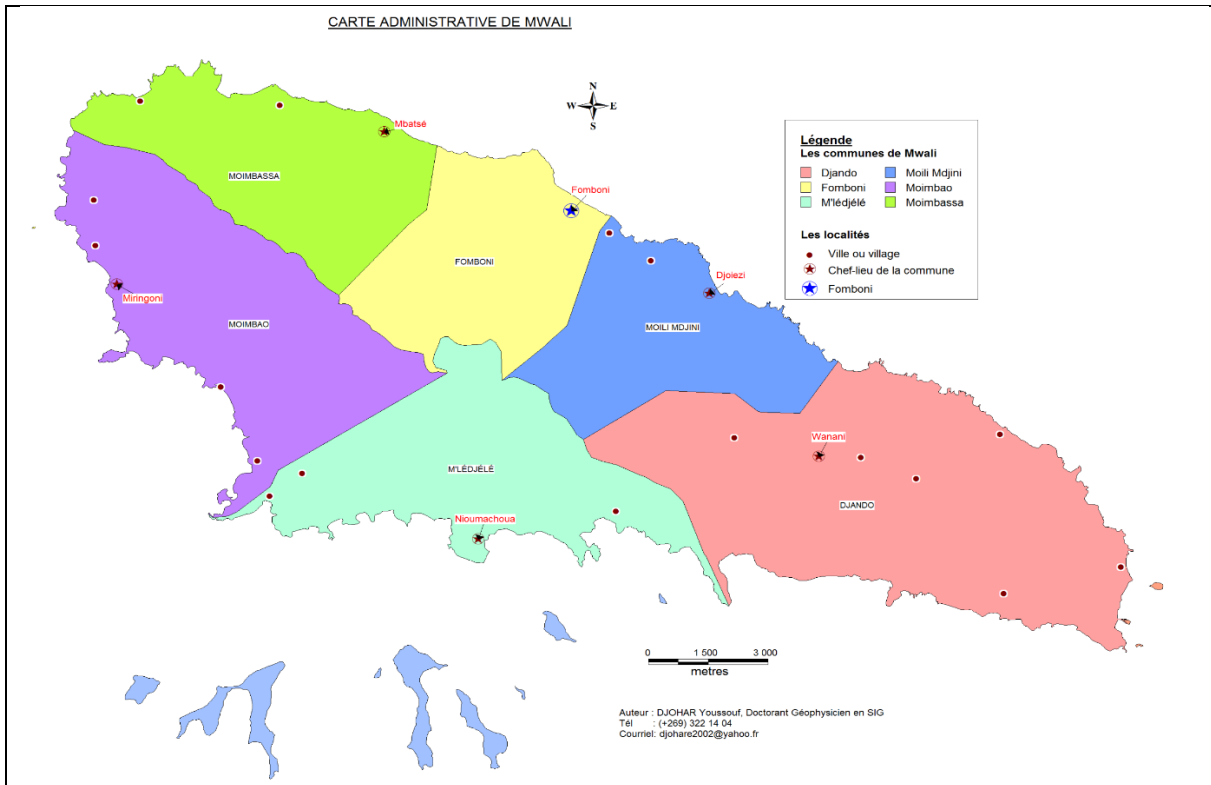 CARTE ADMINISTRATIVE DE MWALI
N
W E
S
Mbatsé
MOIMBASSA
Fomboni
FOMBONI
Miringoni
MOIMBAO
Djoiezi
MOILI MDJINI
Wanani
DJANDO
M'LÉDJÉLÉ
Nioumachoua
Légende
Les communes de Mwali
Djando Moili Mdjini
Fomboni Moimbao
M'lédjélé Moimbassa
Les localités
Ville ou village
Chef-lieu de la commune
Fomboni
0 1 500 3 000
metres
Auteur : DJOHAR Youssouf, Doctorant Géophysicien en SIG
Tél : (+269) 322 14 04
Courriel: djohare2002@yahoo.fr